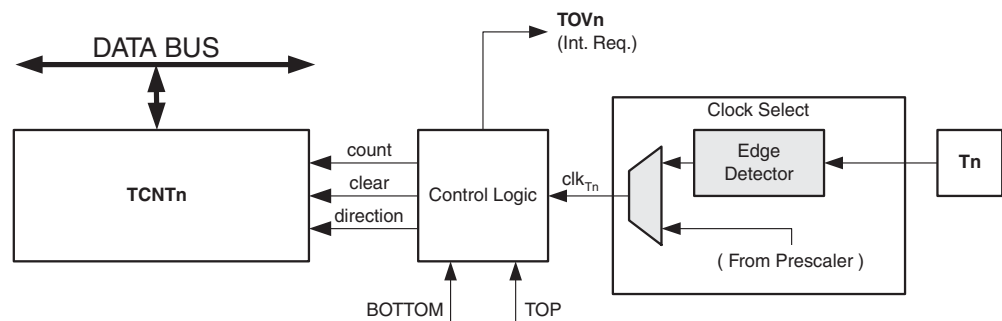 TOVn
(Int. Req.)
DATA BUS
Clock Select
count
clear
direction
TCNTn
Control Logic
clkTn
Edge
Detector
Tn
( From Prescaler )
BOTTOM
TOP